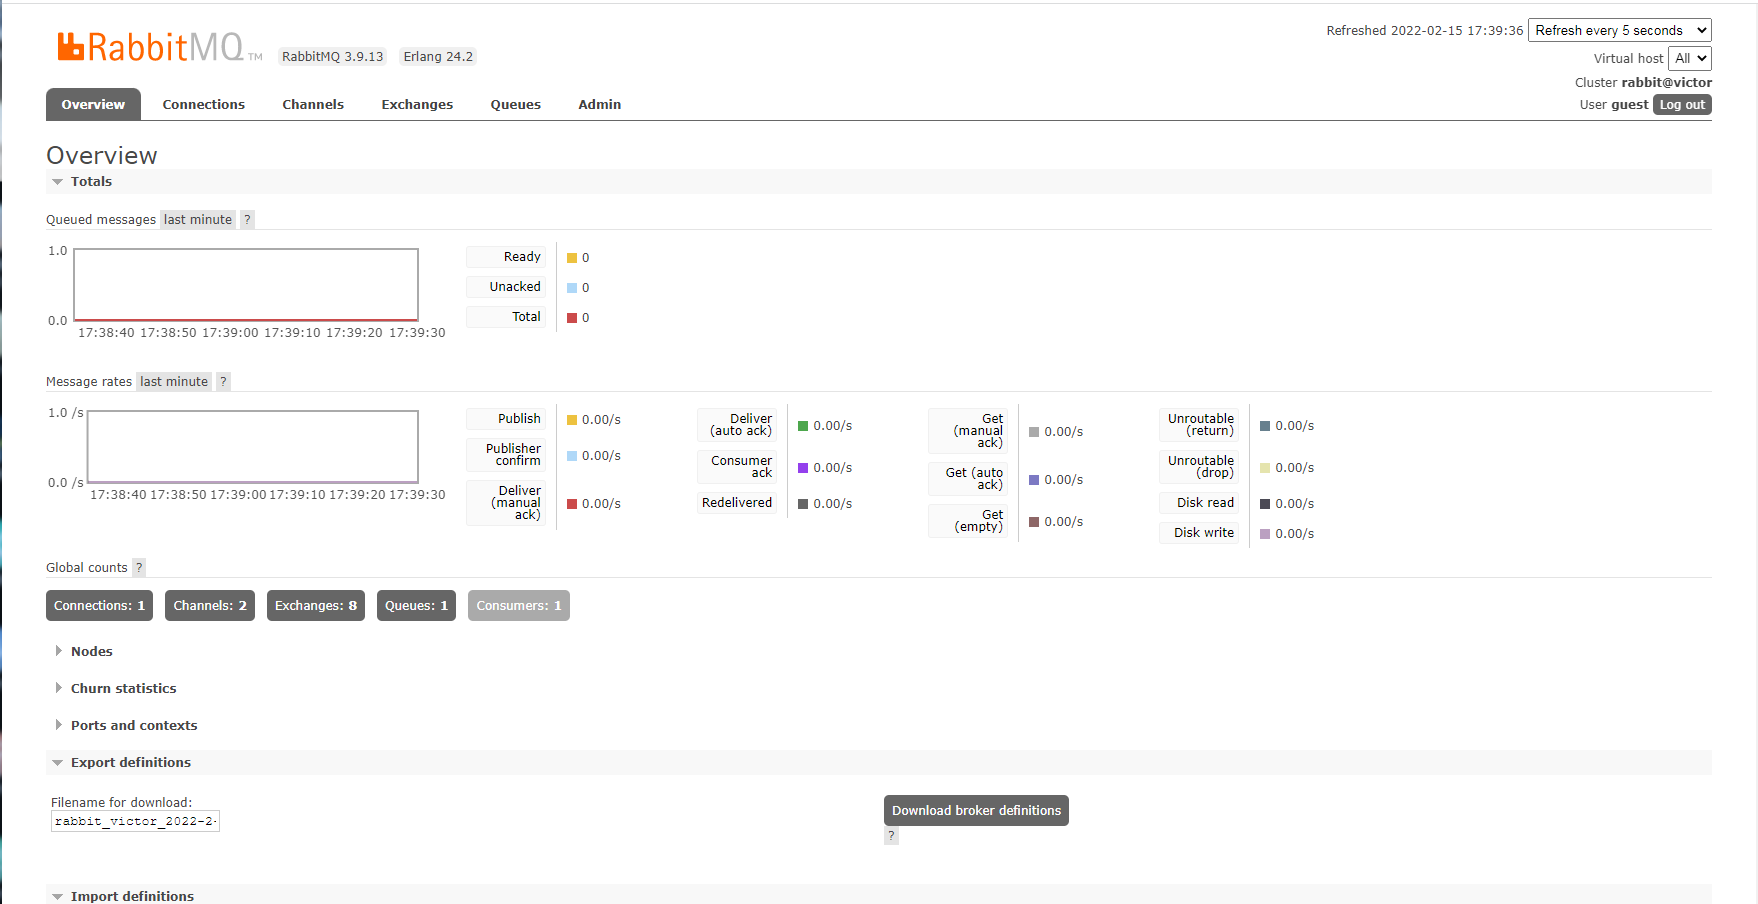 RabbitMQ TM RabbitMQ 3.9.13 Erlang 24.2
Refreshed 2022-02-15 17:39:36 Refresh every 5 seconds
Virtual host All
Cluster rabbit@victor
User guest Log out
Overview Connections Channels Exchanges Queues Admin
Overview
Totals
Queued messages last minute ?
1.0
0.0
17:38:40 17:38:50 17:39:00 17:39:10 17:39:20 17:39:30
Ready 0
Unacked 0
Total 0
Message rates last minute ?
1.0 /s
0.0 /s
17:38:40 17:38:50 17:39:00 17:39:10 17:39:20 17:39:30
Publish 0.00/s
Publisher
confirm 0.00/s
Deliver
(manual
ack) 0.00/s
Deliver
(auto ack) 0.00/s
Consumer
ack 0.00/s
Redelivered 0.00/s
Get
(manual
ack) 0.00/s
Get (auto
ack) 0.00/s
Get
(empty) 0.00/s
Unroutable
(return) 0.00/s
Unroutable
(drop) 0.00/s
Disk read 0.00/s
Disk write 0.00/s
Global counts ?
Connections: 1 Channels: 2 Exchanges: 8 Queues: 1 Consumers: 1
Nodes
Churn statistics
Ports and contexts
Export definitions
Filename for download:
rabbit_victor_2022-2-
Download broker definitions
?
Import definitions